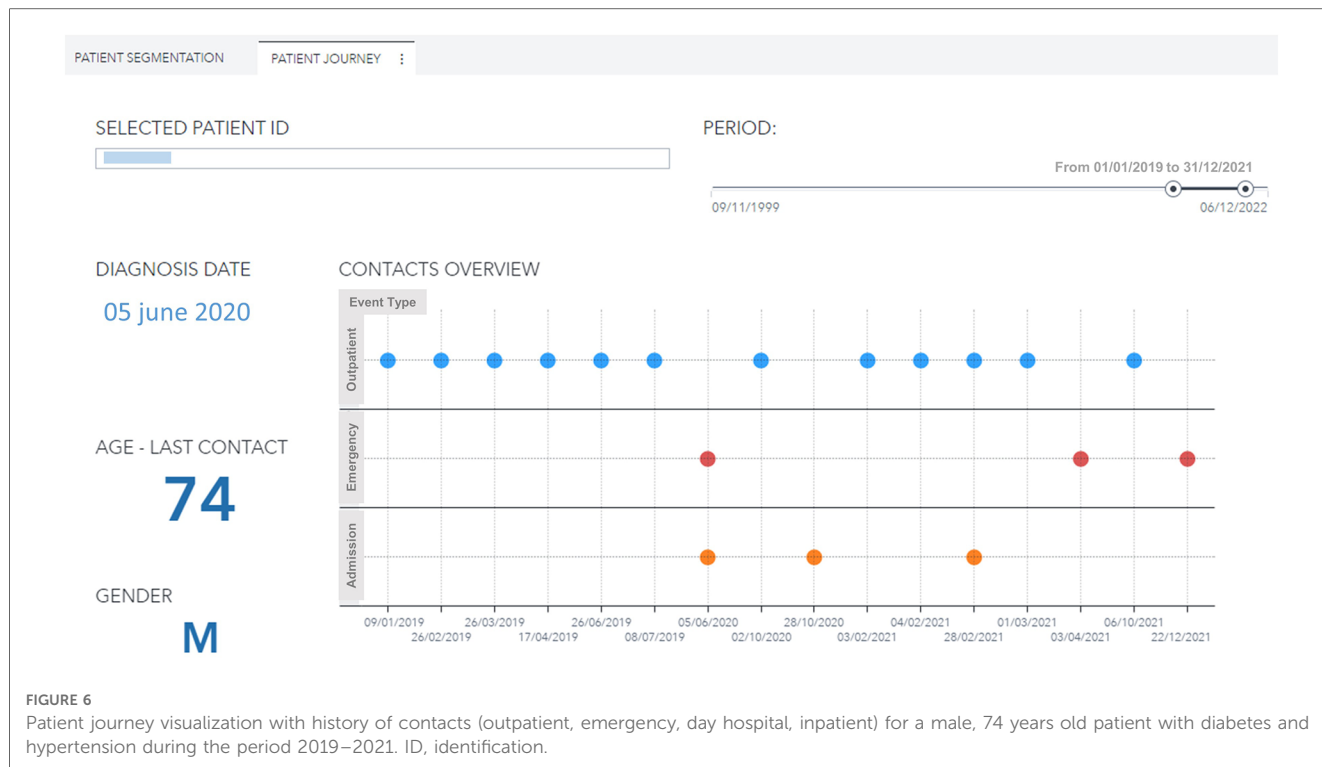 PATIENT SEGMENTATION
PATIENT JOURNEY
SELECTED PATIENT ID
PERIOD:
From 01/01/2019 to 31/12/2021
09/11/1999
06/12/2022
DIAGNOSIS DATE
05 june 2020
CONTACTS OVERVIEW
Event Type
Outpatient
Emergency
Admission
AGE - LAST CONTACT
74
GENDER
M
09/01/2019
26/02/2019
26/03/2019
17/04/2019
26/06/2019
08/07/2019
05/06/2020
02/10/2020
28/10/2020
03/02/2021
04/02/2021
28/02/2021
01/03/2021
03/04/2021
06/10/2021
22/12/2021
FIGURE 6
Patient journey visualization with history of contacts (outpatient, emergency, day hospital, inpatient) for a male, 74 years old patient with diabetes and
hypertension during the period 2019–2021. ID, identification.